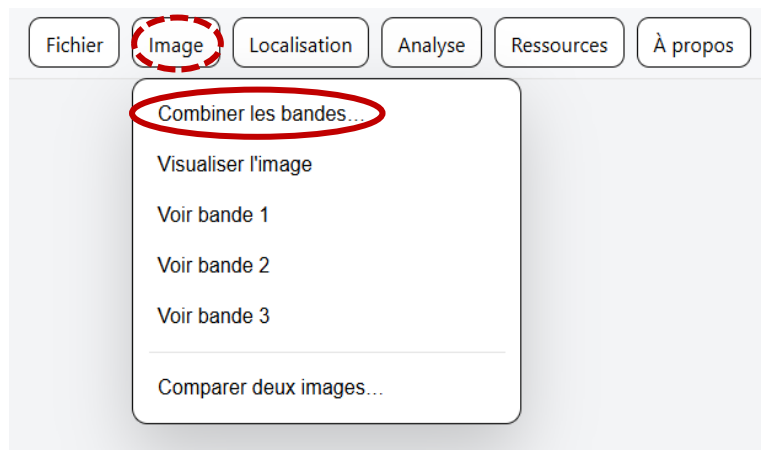 Fichier Image Localisation Analyse Ressources À propos
Combiner les bandes...
Visualiser l'image
Voir bande 1
Voir bande 2
Voir bande 3
Comparer deux images...